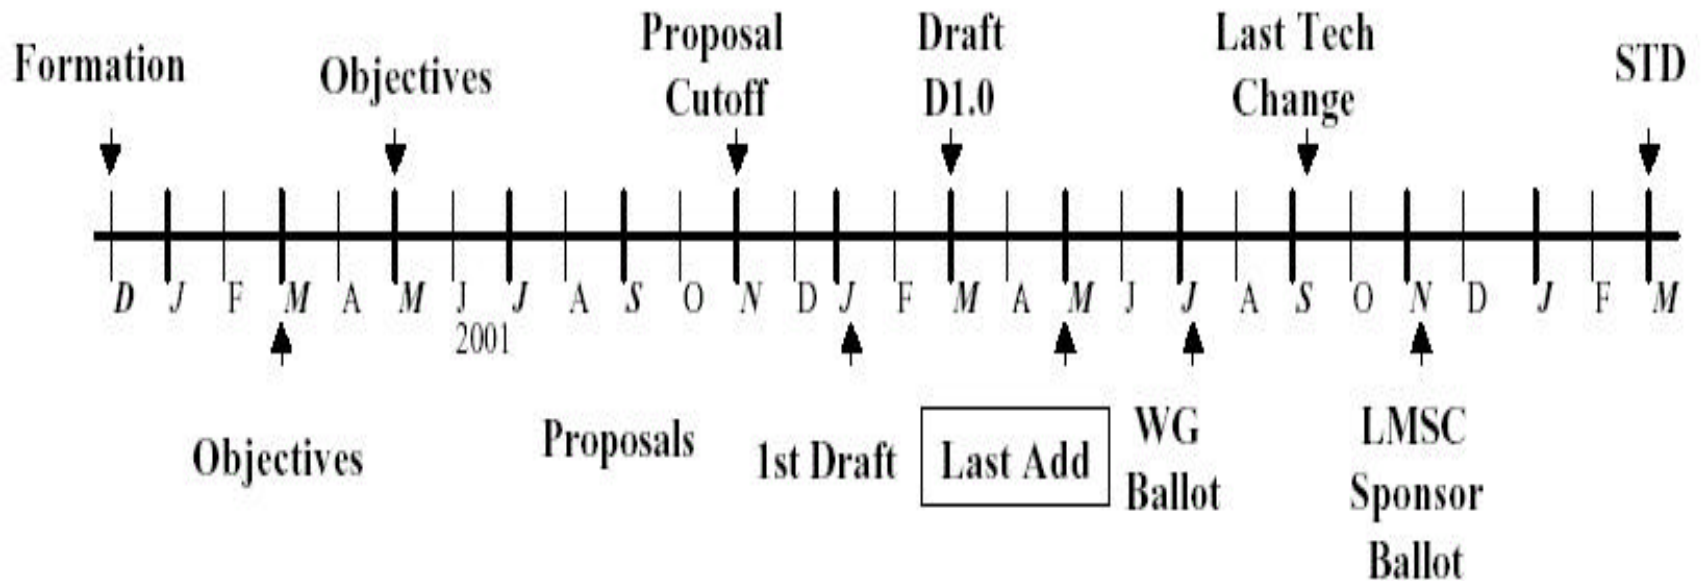 Formation
Objectives
Proposal
Cutoff
Draft
D1.0
Last Tech
Change
STD
D J F M A M J J A S O N D J F M A M J J A S O N D J F M
2001
Objectives
Proposals
1st Draft
Last Add
WG
Ballot
LMSC
Sponsor
Ballot